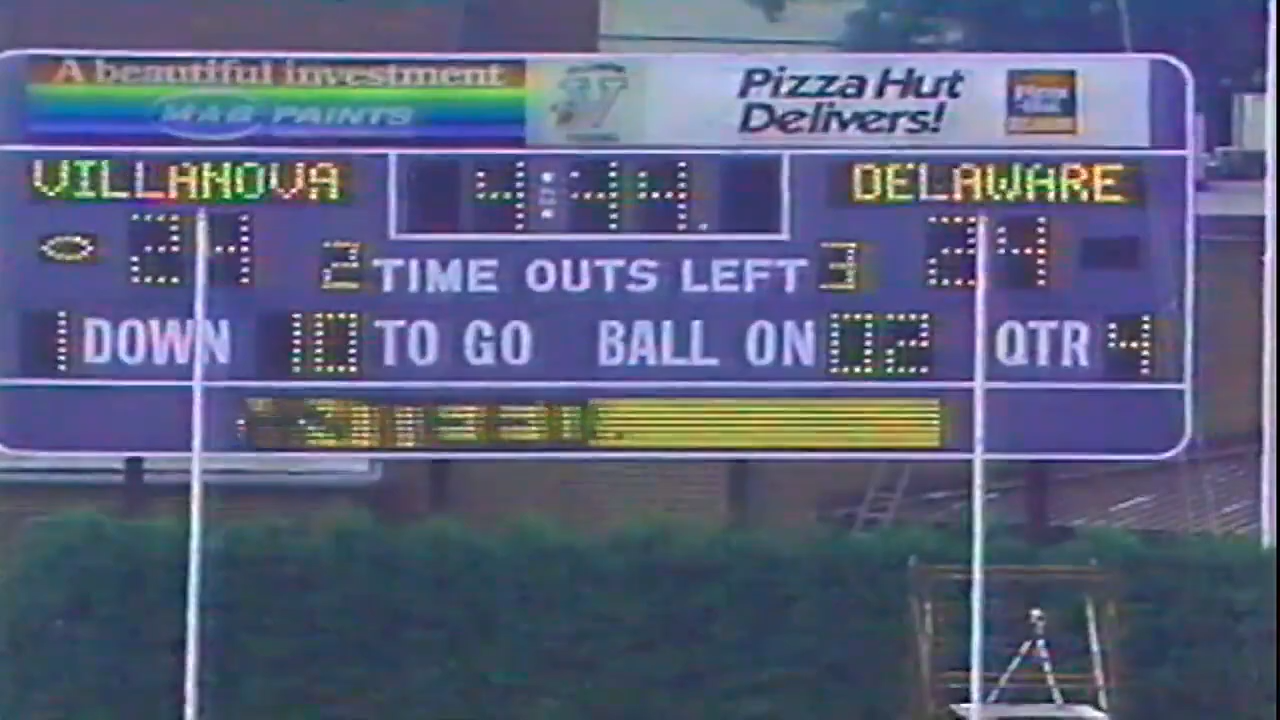 A beautiful investment
MAB PAINTS
Pizza Hut
Delivers!
VILLANOVA
4:44
DELAWARE
24
2 TIME OUTS LEFT 3
24
1 DOWN 10 TO GO BALL ON 02 QTR 4